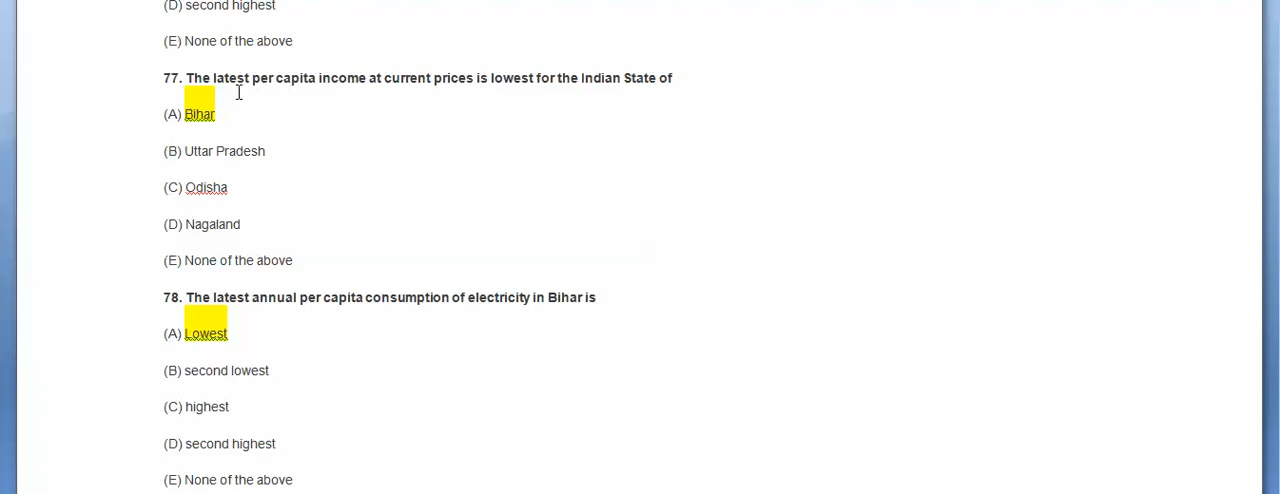 (D) second highest
(E) None of the above
77. The latest per capita income at current prices is lowest for the Indian State of
(A) Bihar
(B) Uttar Pradesh
(C) Odisha
(D) Nagaland
(E) None of the above
78. The latest annual per capita consumption of electricity in Bihar is
(A) Lowest
(B) second lowest
(C) highest
(D) second highest
(E) None of the above